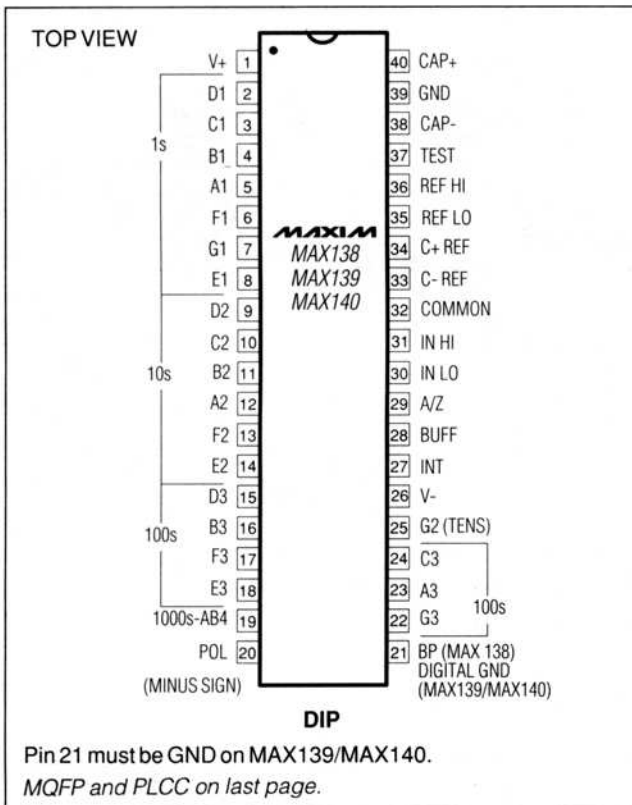 TOP VIEW
V+ 1
D1 2
C1 3
B1 4
A1 5
F1 6
G1 7
E1 8
D2 9
C2 10
B2 11
A2 12
F2 13
E2 14
D3 15
B3 16
F3 17
E3 18
1000s-AB4 19
POL 20
(MINUS SIGN)
1s
10s
100s
MAXIM
MAX138
MAX139
MAX140
40 CAP+
39 GND
38 CAP-
37 TEST
36 REF HI
35 REF LO
34 C+ REF
33 C- REF
32 COMMON
31 IN HI
30 IN LO
29 A/Z
28 BUFF
27 INT
26 V-
25 G2 (TENS)
24 C3
23 A3
22 G3
100s
21 BP (MAX 138)
DIGITAL GND
(MAX139/MAX140)
DIP
Pin 21 must be GND on MAX139/MAX140.
MQFP and PLCC on last page.